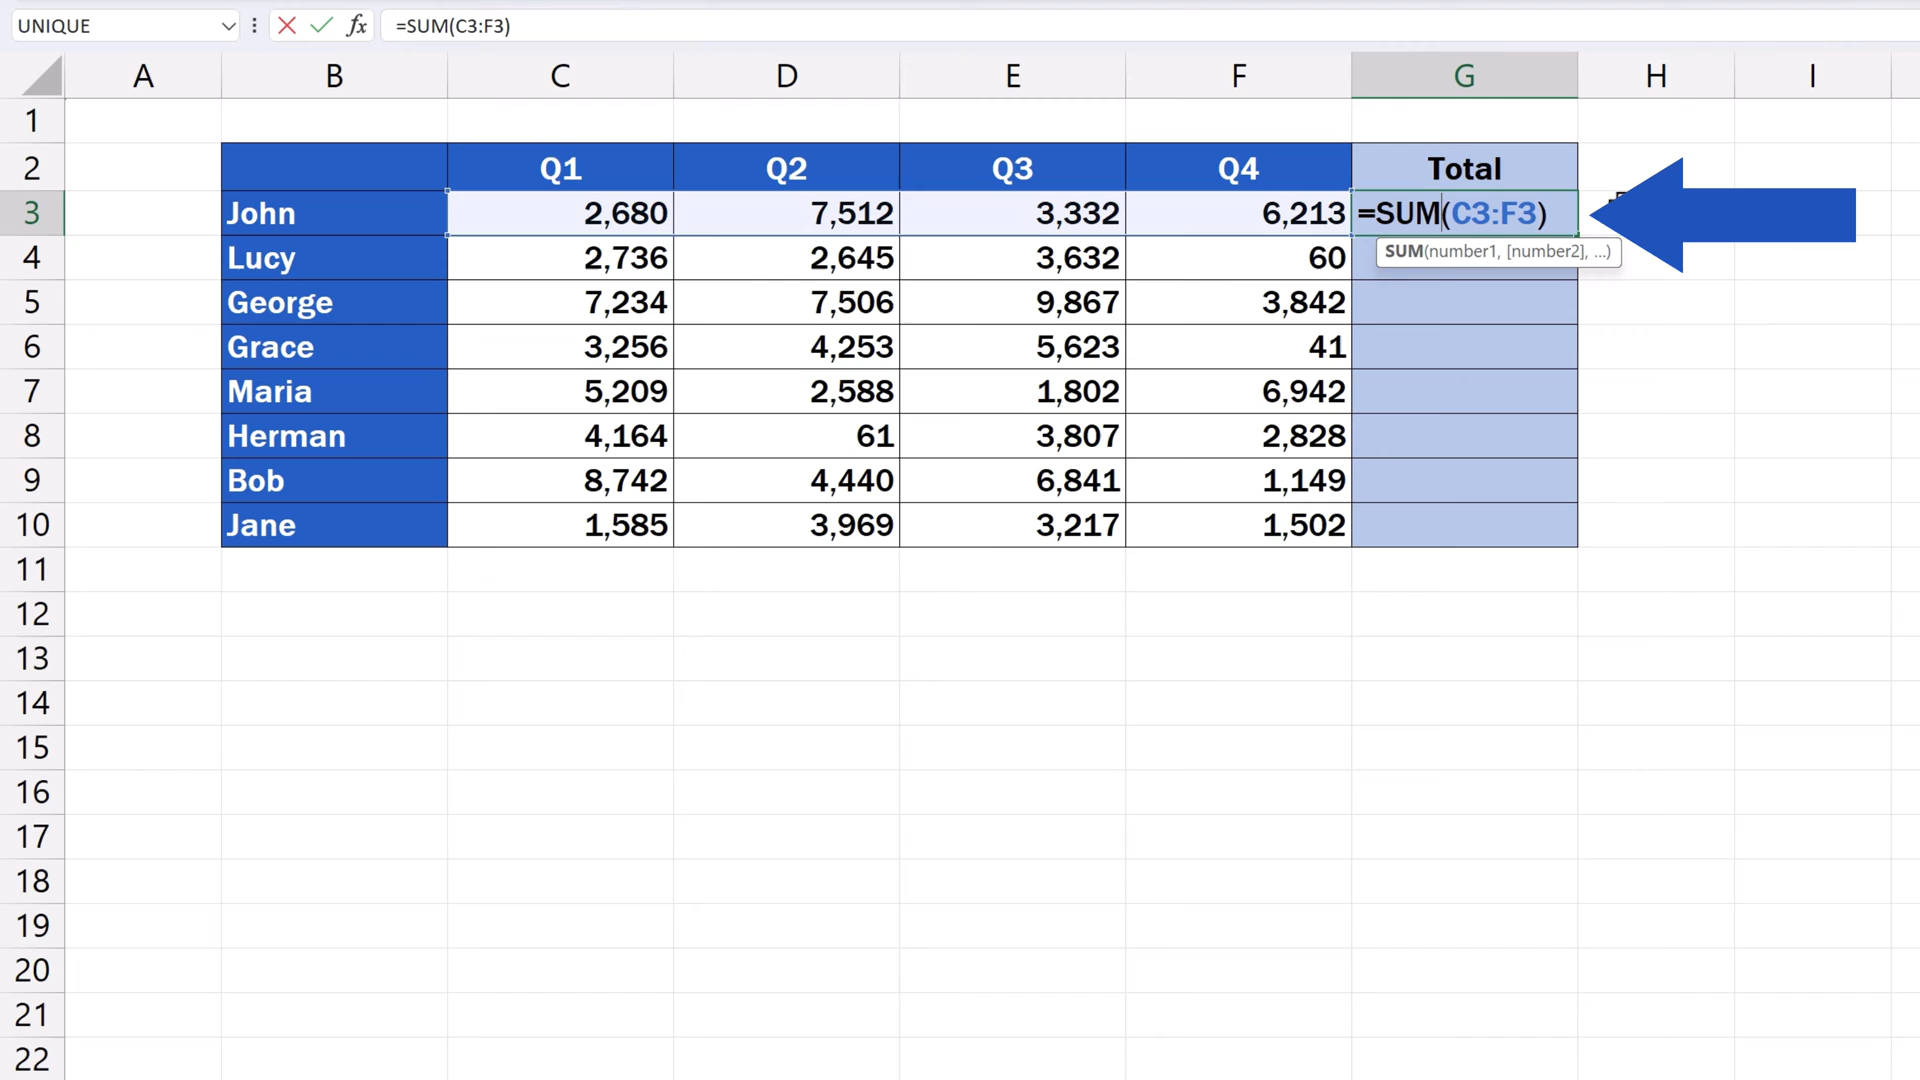 UNIQUE fx =SUM(C3:F3)
A B C D E F G H I
1
2 Q1 Q2 Q3 Q4 Total
3 John 2,680 7,512 3,332 6,213 =SUM(C3:F3)
SUM(number1, [number2], ...)
4 Lucy 2,736 2,645 3,632 60
5 George 7,234 7,506 9,867 3,842
6 Grace 3,256 4,253 5,623 41
7 Maria 5,209 2,588 1,802 6,942
8 Herman 4,164 61 3,807 2,828
9 Bob 8,742 4,440 6,841 1,149
10 Jane 1,585 3,969 3,217 1,502
11
12
13
14
15
16
17
18
19
20
21
22